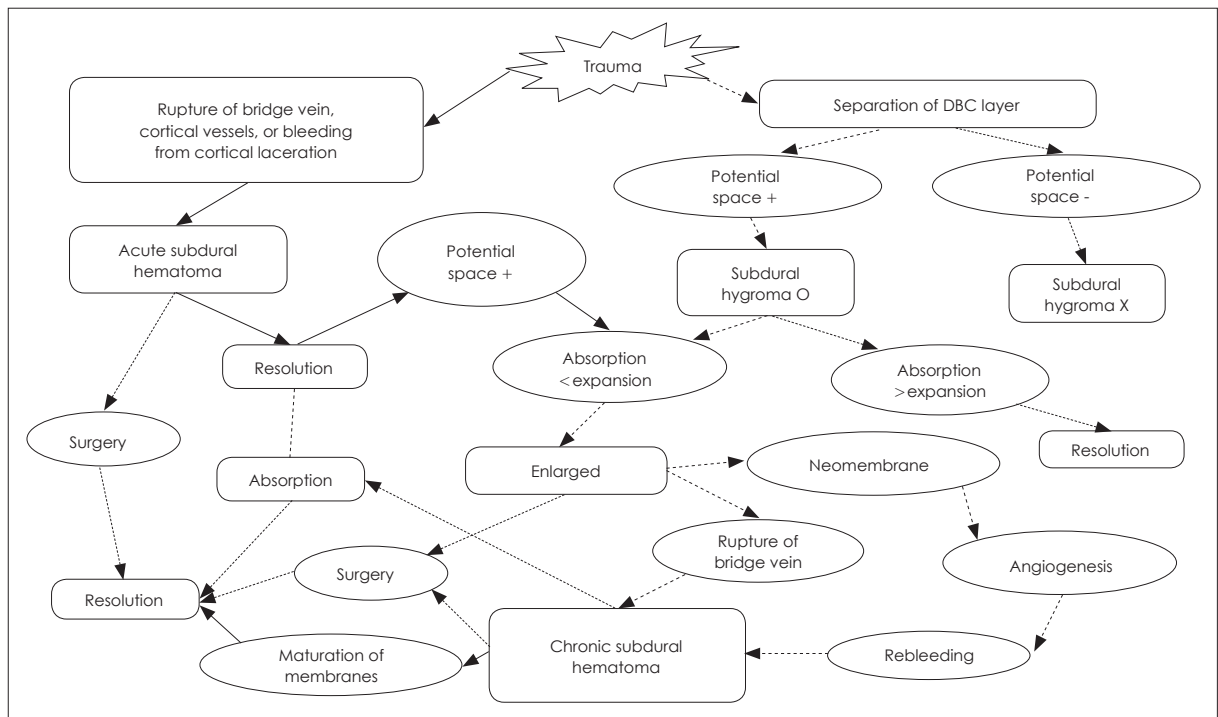 Trauma
Rupture of bridge vein,
cortical vessels, or bleeding
from cortical laceration
Separation of DBC layer
Potential
space +
Potential
space -
Acute subdural
hematoma
Potential
space +
Subdural
hygroma O
Subdural
hygroma X
Resolution
Absorption
<expansion
Absorption
>expansion
Surgery
Resolution
Absorption
Enlarged
Neomembrane
Rupture of
bridge vein
Angiogenesis
Resolution
Surgery
Maturation of
membranes
Chronic subdural
hematoma
Rebleeding